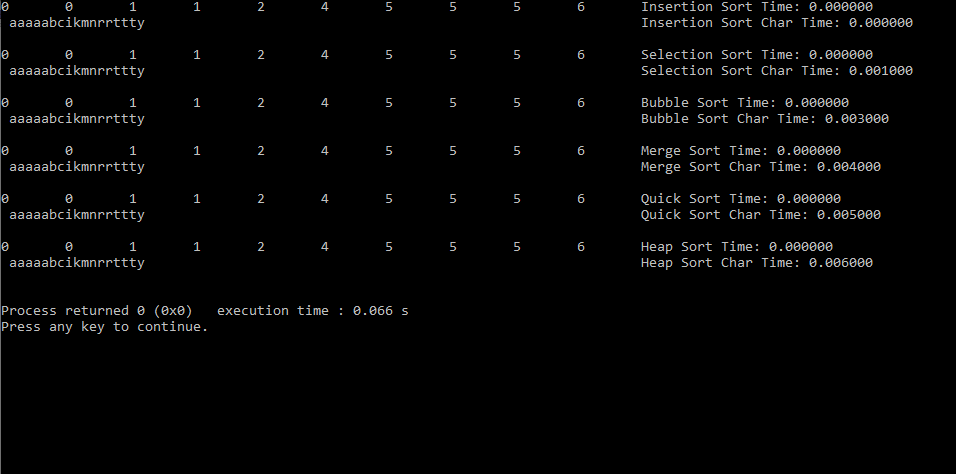 0 0 1 1 2 4 5 5 5 6 Insertion Sort Time: 0.000000
aaaaabcikmnrrttty Insertion Sort Char Time: 0.000000
0 0 1 1 2 4 5 5 5 6 Selection Sort Time: 0.000000
aaaaabcikmnrrttty Selection Sort Char Time: 0.001000
0 0 1 1 2 4 5 5 5 6 Bubble Sort Time: 0.000000
aaaaabcikmnrrttty Bubble Sort Char Time: 0.003000
0 0 1 1 2 4 5 5 5 6 Merge Sort Time: 0.000000
aaaaabcikmnrrttty Merge Sort Char Time: 0.004000
0 0 1 1 2 4 5 5 5 6 Quick Sort Time: 0.000000
aaaaabcikmnrrttty Quick Sort Char Time: 0.005000
0 0 1 1 2 4 5 5 5 6 Heap Sort Time: 0.000000
aaaaabcikmnrrttty Heap Sort Char Time: 0.006000
Process returned 0 (0x0) execution time : 0.066 s
Press any key to continue.